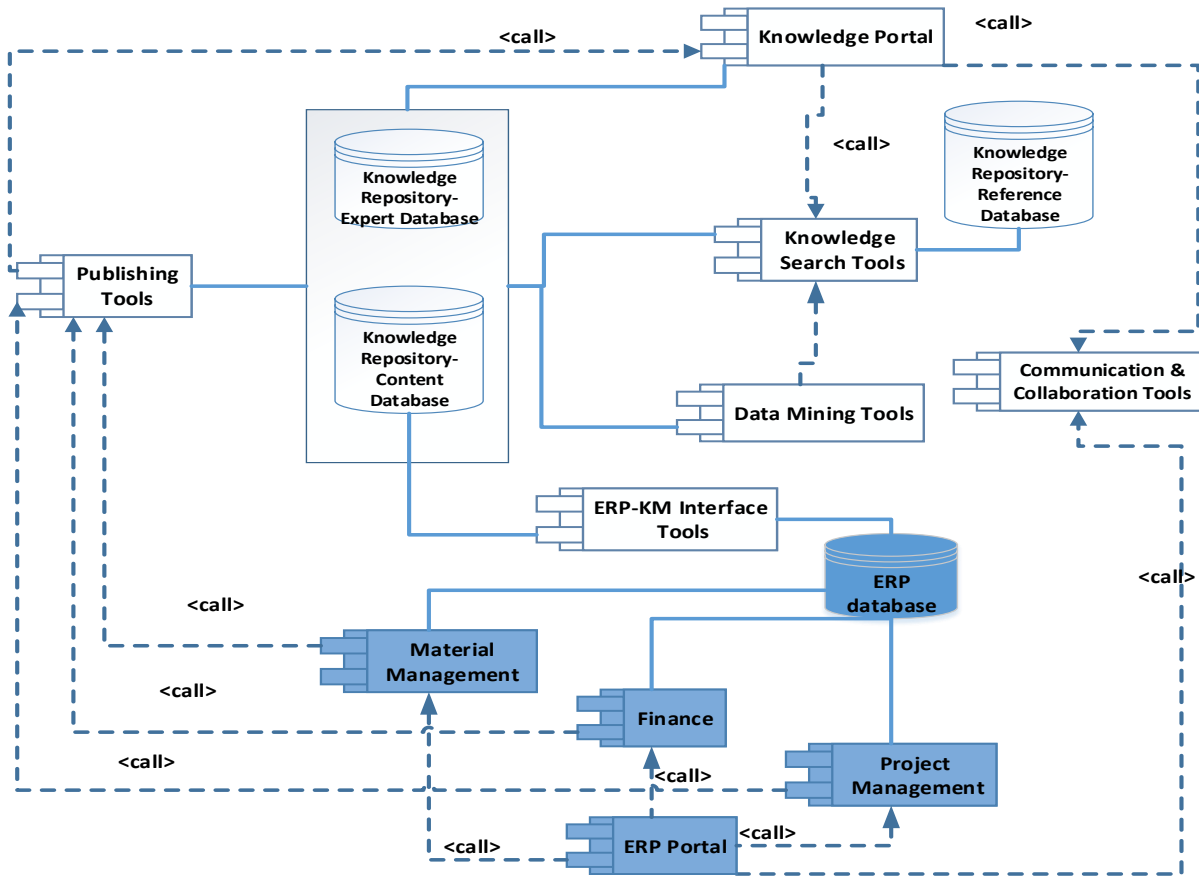 <call>
Knowledge Portal
<call>
<call>
Knowledge
Repository-
Reference
Database
Knowledge
Repository-
Expert Database
Knowledge
Search Tools
Publishing
Tools
Knowledge
Repository-
Content
Database
Communication &
Collaboration Tools
Data Mining Tools
ERP-KM Interface
Tools
<call>
ERP
database
<call>
Material
Management
<call>
Finance
<call>
<call>
Project
Management
<call>
ERP Portal
<call>